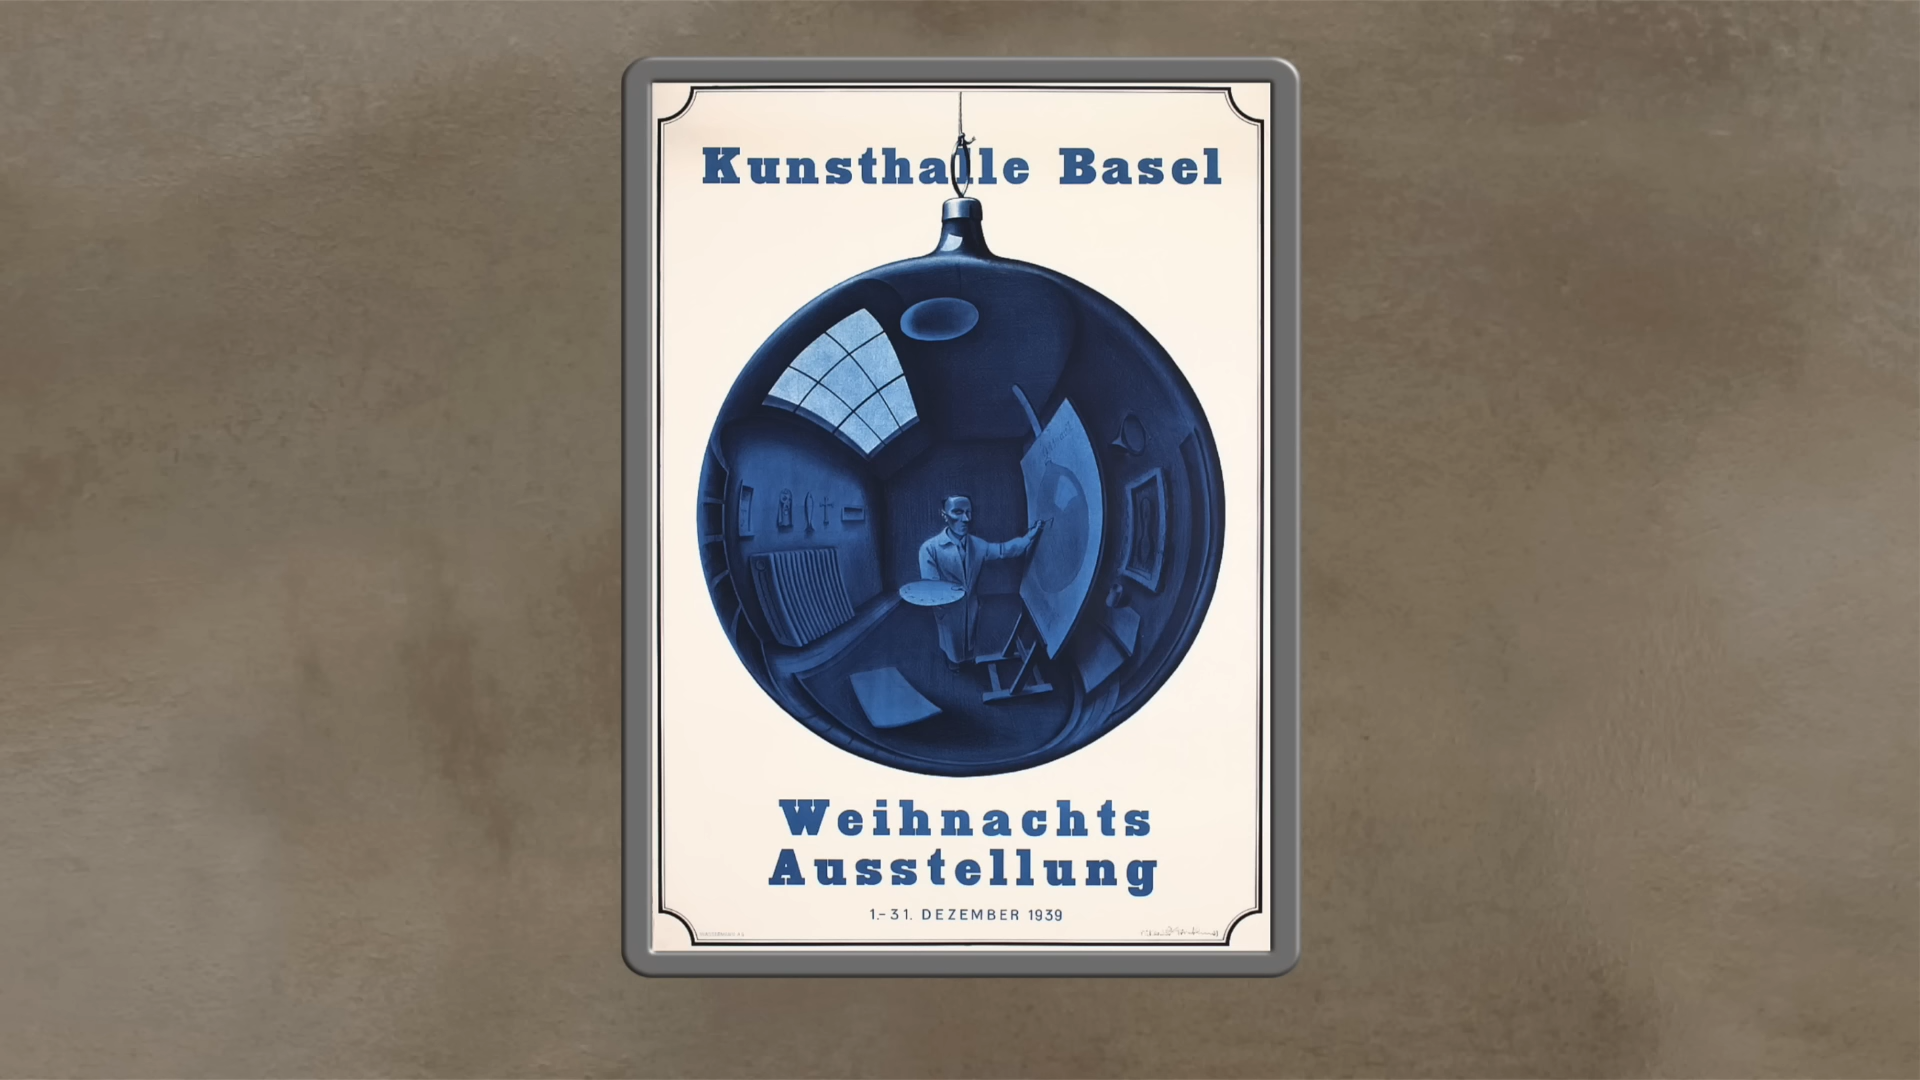 Kunsthalle Basel
Weihnachts
Ausstellung
1.–31. DEZEMBER 1939